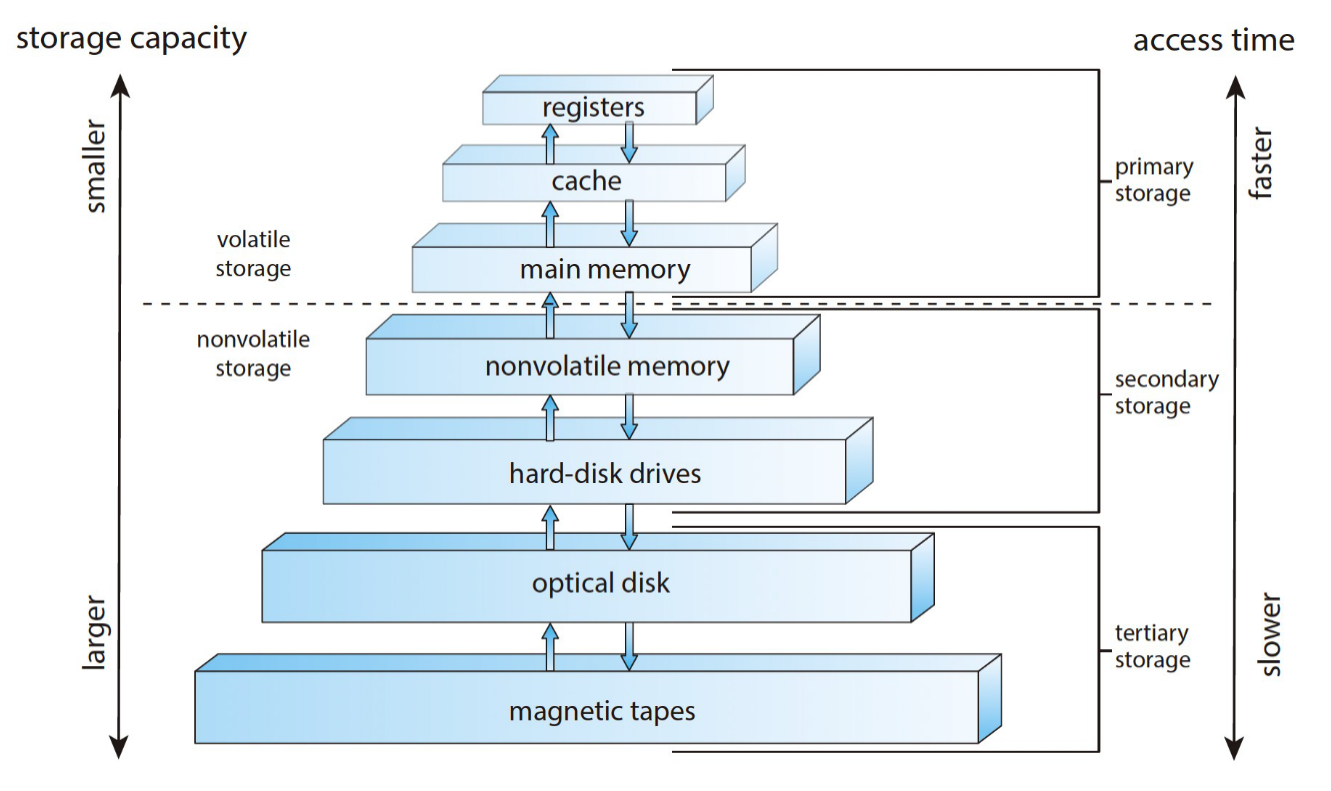 storage capacity
access time
smaller
larger
volatile
storage
nonvolatile
storage
registers
cache
main memory
nonvolatile memory
hard-disk drives
optical disk
magnetic tapes
primary
storage
secondary
storage
tertiary
storage
faster
slower